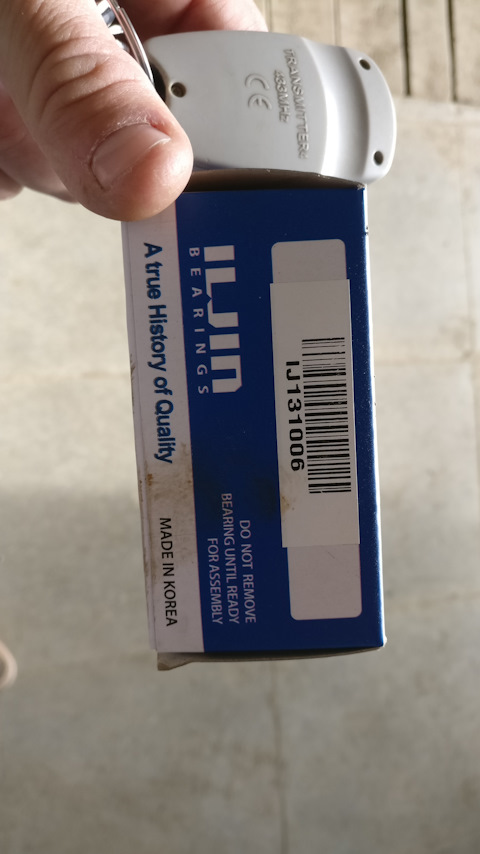 TRANSMITTER
433MHz
CE
ILJIN
BEARINGS
A true History of Quality
MADE IN KOREA
IJ131006
DO NOT REMOVE
BEARING UNTIL READY
FOR ASSEMBLY